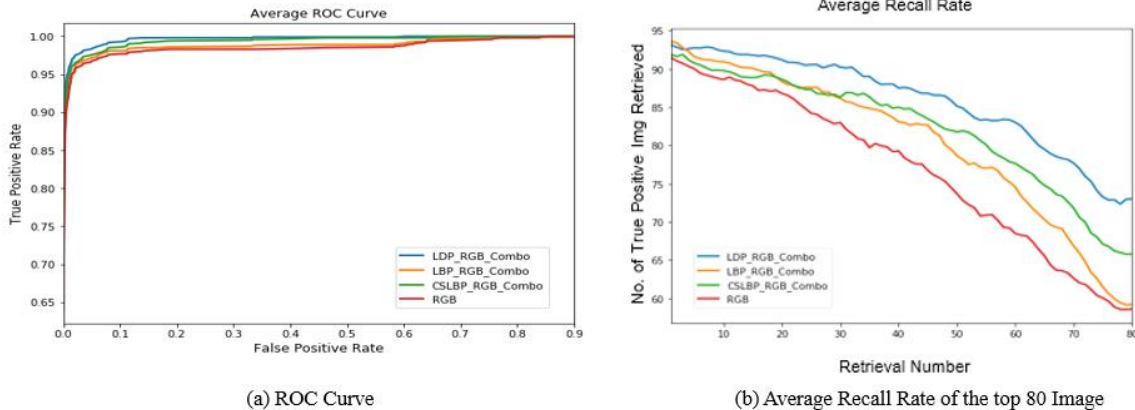 Average ROC Curve
True Positive Rate
1.00
0.95
0.90
0.85
0.80
0.75
0.70
0.65
LDP_RGB_Combo
LBP_RGB_Combo
CSLBP_RGB_Combo
RGB
0.0 0.1 0.2 0.3 0.4 0.5 0.6 0.7 0.8 0.9
False Positive Rate
(a) ROC Curve
Average Recall Rate
No. of True Positive Img Retrieved
95
90
85
80
75
70
65
60
LDP_RGB_Combo
LBP_RGB_Combo
CSLBP_RGB_Combo
RGB
10 20 30 40 50 60 70 80
Retrieval Number
(b) Average Recall Rate of the top 80 Image